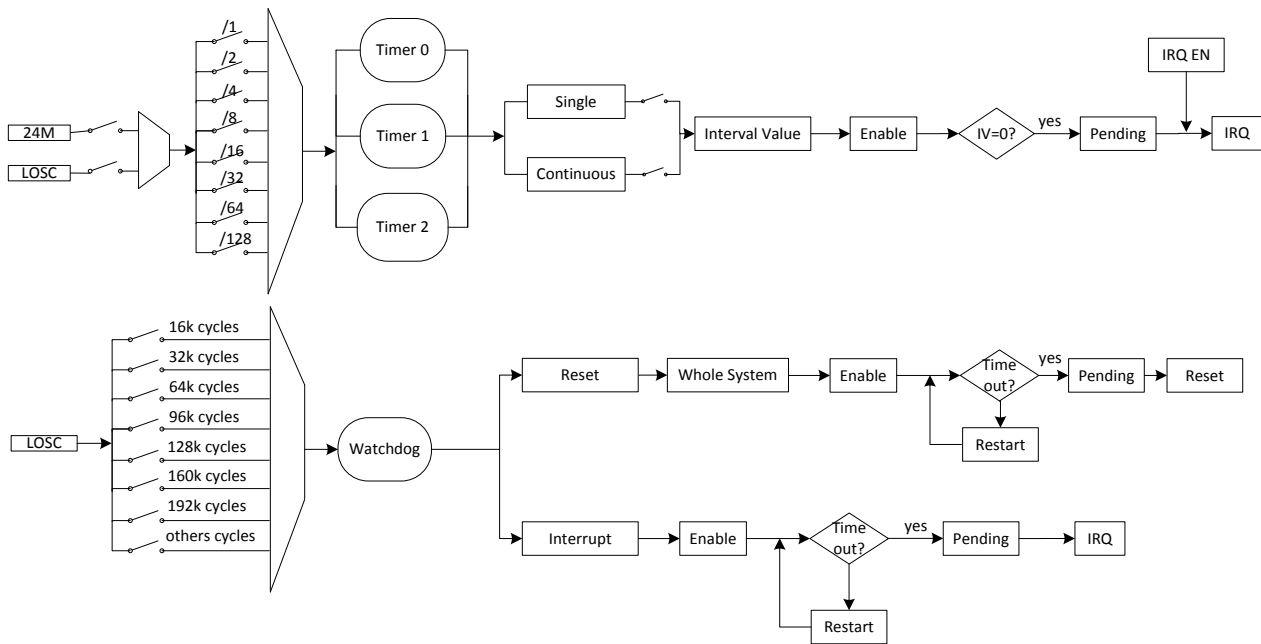 /1
/2
/4
/8
/16
/32
/64
/128
24M
LOSC
Timer 0
Timer 1
Timer 2
Single
Continuous
Interval Value
Enable
IV=0?
yes
Pending
IRQ EN
IRQ
LOSC
16k cycles
32k cycles
64k cycles
96k cycles
128k cycles
160k cycles
192k cycles
others cycles
Watchdog
Reset
Whole System
Enable
Time
out?
yes
Pending
Reset
Restart
Interrupt
Enable
Time
out?
yes
Pending
IRQ
Restart